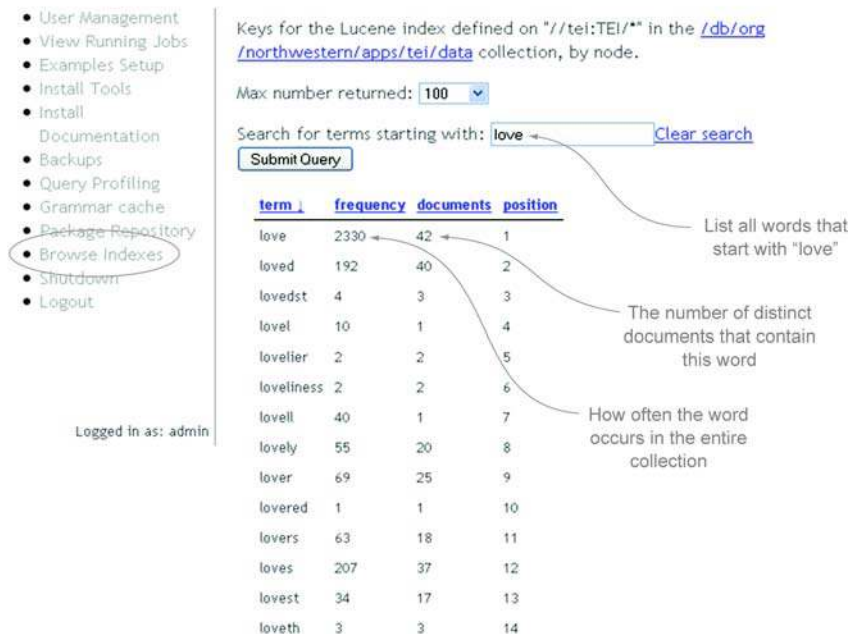 User Management
View Running Jobs
Examples Setup
Install Tools
Install
Documentation
Backups
Query Profiling
Grammar cache
Package Repository
Browse Indexes
Shutdown
Logout
Logged in as: admin
Keys for the Lucene index defined on "//tei:TEI/*" in the /db/org
/northwestern/apps/tei/data collection, by node.
Max number returned: 100
Search for terms starting with: love Clear search
Submit Query
term ↓ frequency documents position
love 2330 42 1
loved 192 40 2
lovedst 4 3 3
lovel 10 1 4
lovelier 2 2 5
loveliness 2 2 6
lovell 40 1 7
lovely 55 20 8
lover 69 25 9
lovered 1 1 10
lovers 63 18 11
loves 207 37 12
lovest 34 17 13
loveth 3 3 14
List all words that
start with “love”
The number of distinct
documents that contain
this word
How often the word
occurs in the entire
collection